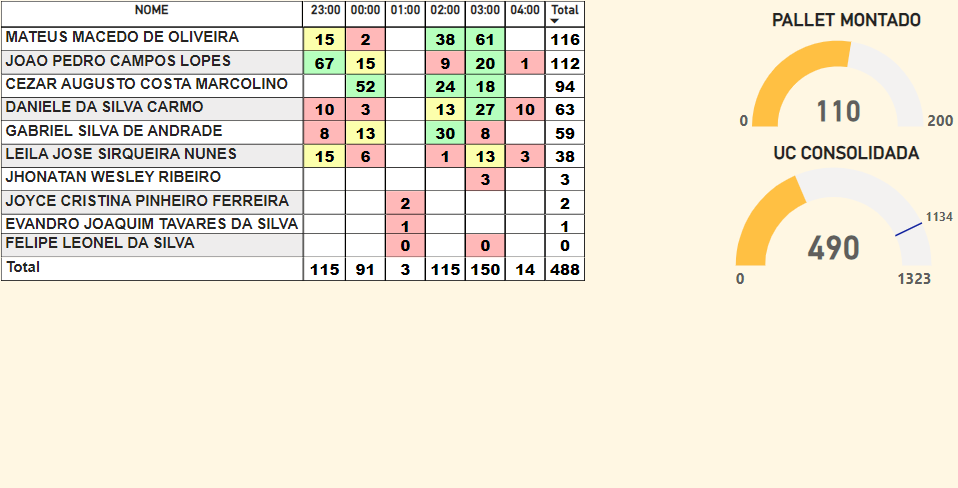 NOME 23:00 00:00 01:00 02:00 03:00 04:00 Total
MATEUS MACEDO DE OLIVEIRA 15 2 38 61 116
JOAO PEDRO CAMPOS LOPES 67 15 9 20 1 112
CEZAR AUGUSTO COSTA MARCOLINO 52 24 18 94
DANIELE DA SILVA CARMO 10 3 13 27 10 63
GABRIEL SILVA DE ANDRADE 8 13 30 8 59
LEILA JOSE SIRQUEIRA NUNES 15 6 1 13 3 38
JHONATAN WESLEY RIBEIRO 3 3
JOYCE CRISTINA PINHEIRO FERREIRA 2 2
EVANDRO JOAQUIM TAVARES DA SILVA 1 1
FELIPE LEONEL DA SILVA 0 0 0
Total 115 91 3 115 150 14 488
PALLET MONTADO
110
0 200
UC CONSOLIDADA
1134
490
0 1323